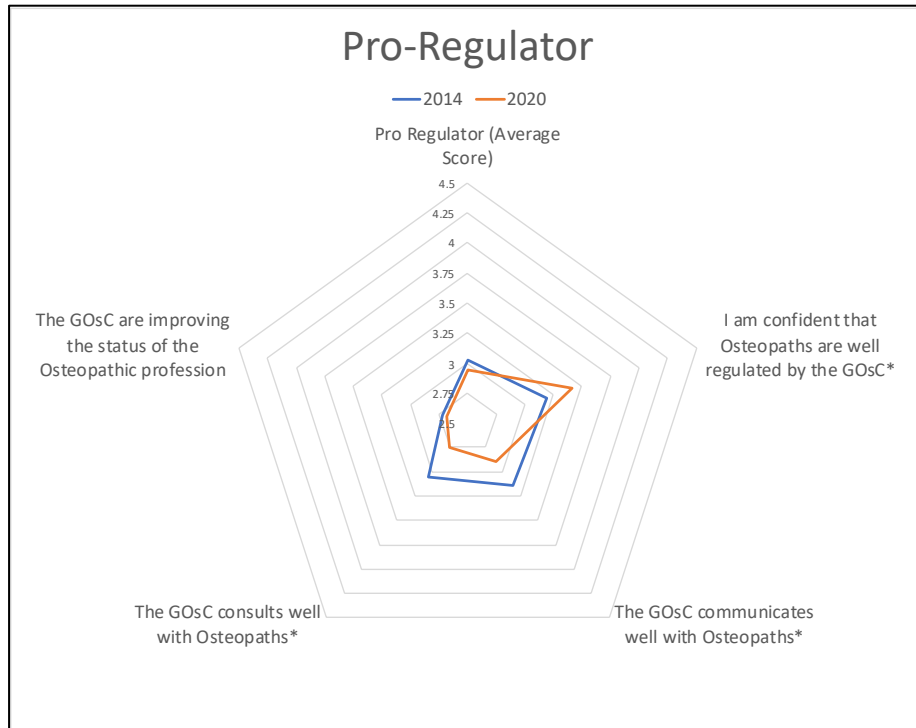 Pro-Regulator
2014 2020
Pro Regulator (Average
Score)
4.5
4.25
4
3.75
3.5
3.25
3
2.75
2.5
The GOsC are improving
the status of the
Osteopathic profession
I am confident that
Osteopaths are well
regulated by the GOsC*
The GOsC consults well
with Osteopaths*
The GOsC communicates
well with Osteopaths*